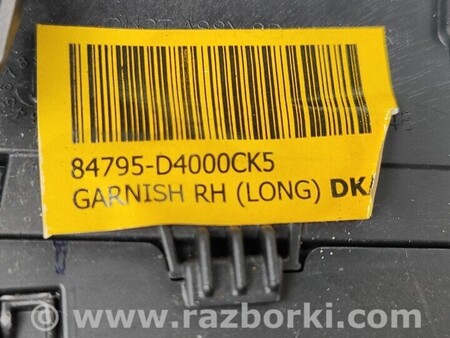 84795-D4000CK5
GARNISH RH (LONG) DK
www.razborki.com